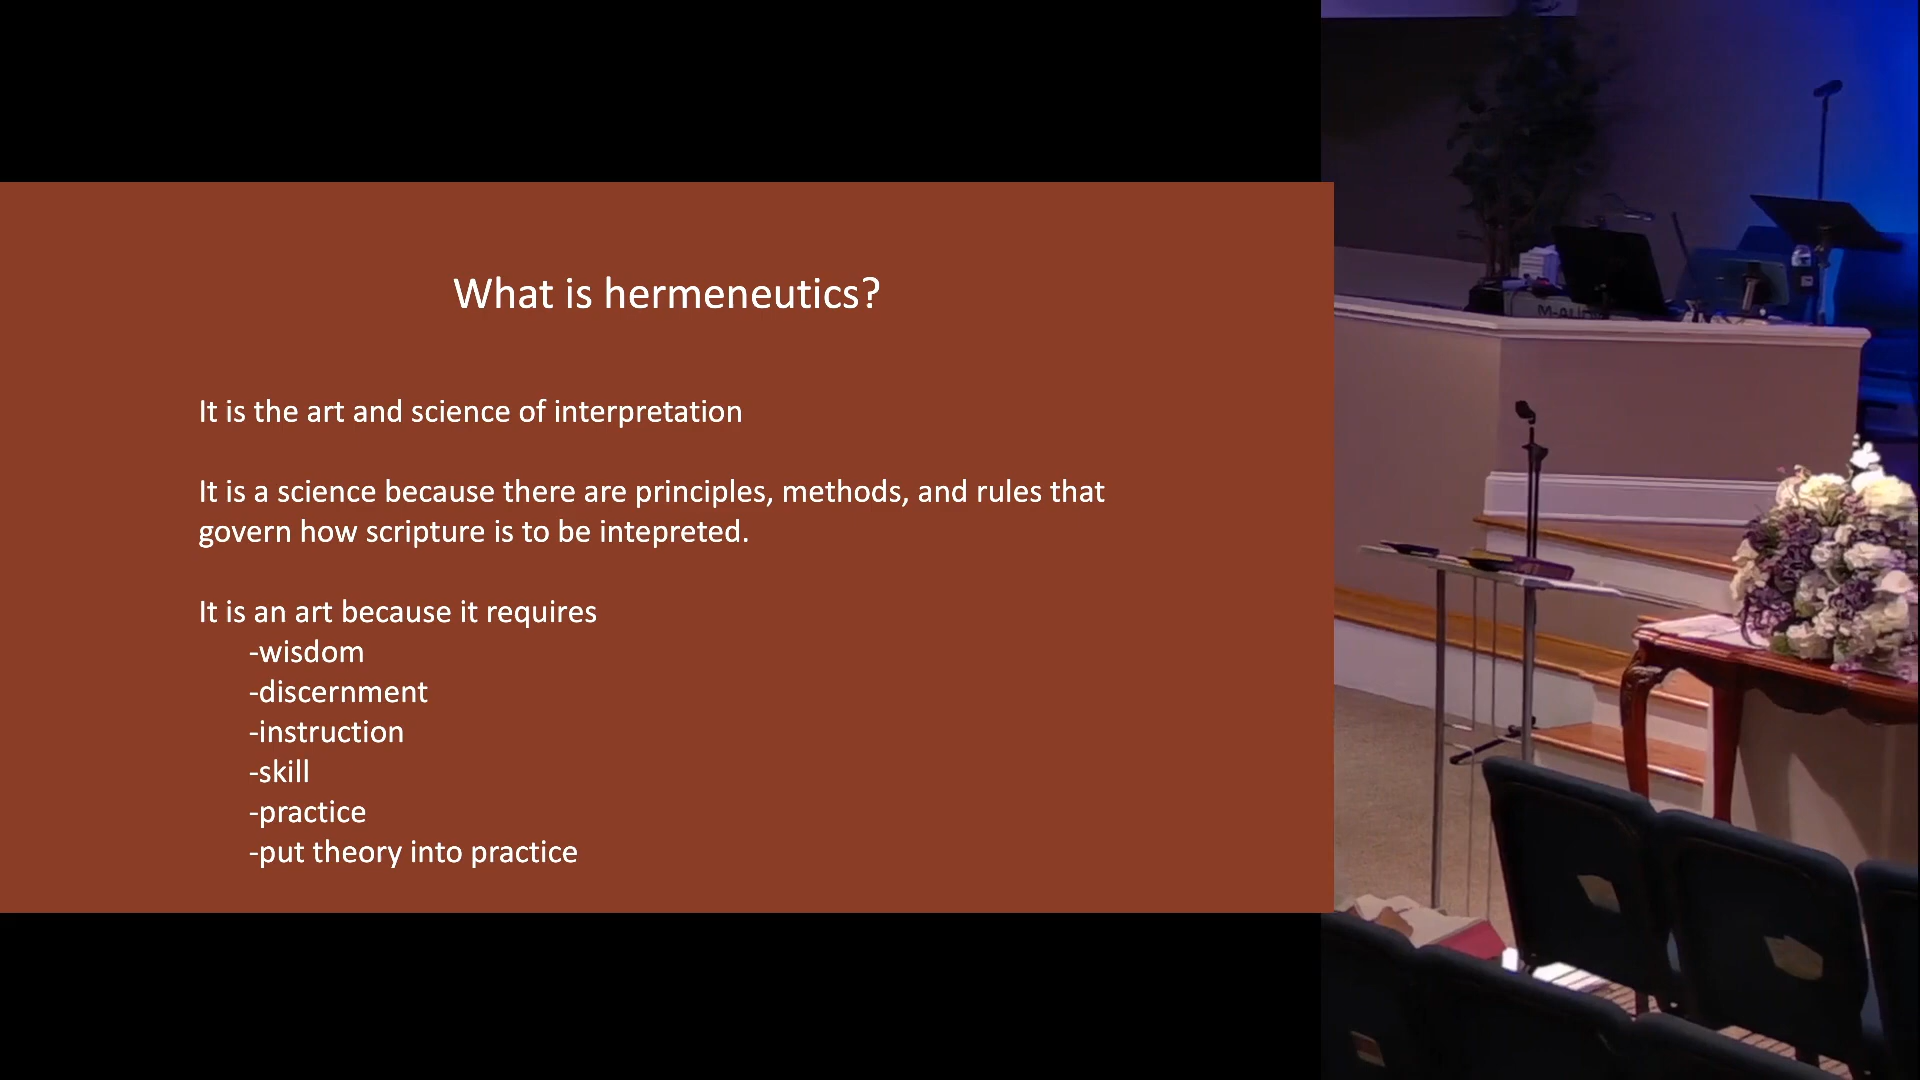 What is hermeneutics?
It is the art and science of interpretation
It is a science because there are principles, methods, and rules that
govern how scripture is to beintepreted.
It is an art because it requires
-wisdom
-discernment
-instruction
-skill
-practice
-put theory into practice